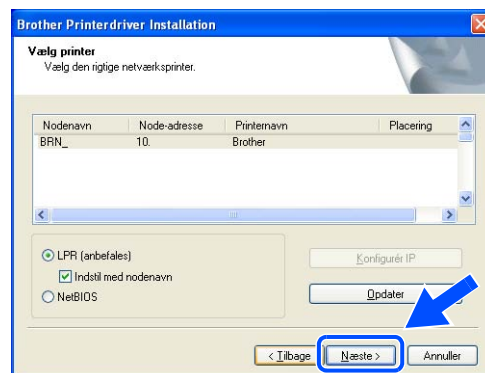 Brother Printerdriver Installation
Vælg printer
Vælg den rigtige netværksprinter.
Nodenavn Node-adresse Printernavn Placering
BRN_ 10. Brother
LPR (anbefales)
Indstil med nodenavn
NetBIOS
Konfigurér IP
Opdater
< Tilbage Næste > Annuller